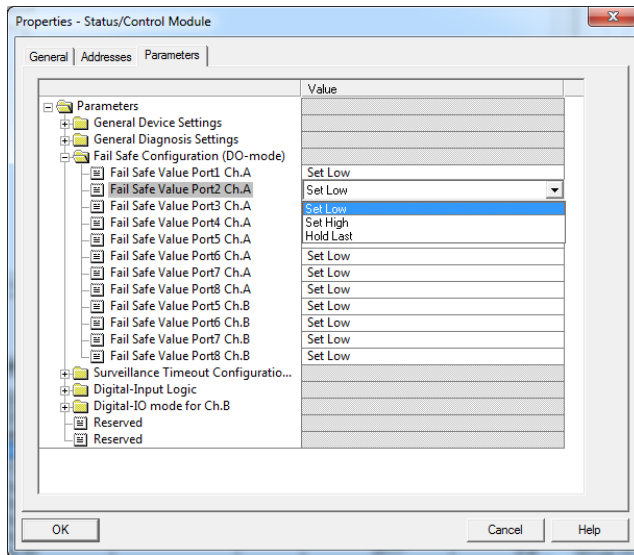 Properties - Status/Control Module
General Addresses Parameters
Value
Parameters
General Device Settings
General Diagnosis Settings
Fail Safe Configuration (DO-mode)
Fail Safe Value Port1 Ch.A Set Low
Fail Safe Value Port2 Ch.A Set Low
Fail Safe Value Port3 Ch.A Set Low
Fail Safe Value Port4 Ch.A Set High
Fail Safe Value Port5 Ch.A Hold Last
Fail Safe Value Port6 Ch.A Set Low
Fail Safe Value Port7 Ch.A Set Low
Fail Safe Value Port8 Ch.A Set Low
Fail Safe Value Port5 Ch.B Set Low
Fail Safe Value Port6 Ch.B Set Low
Fail Safe Value Port7 Ch.B Set Low
Fail Safe Value Port8 Ch.B Set Low
Surveillance Timeout Configuratio...
Digital-Input Logic
Digital-IO mode for Ch.B
Reserved
Reserved
OK Cancel Help